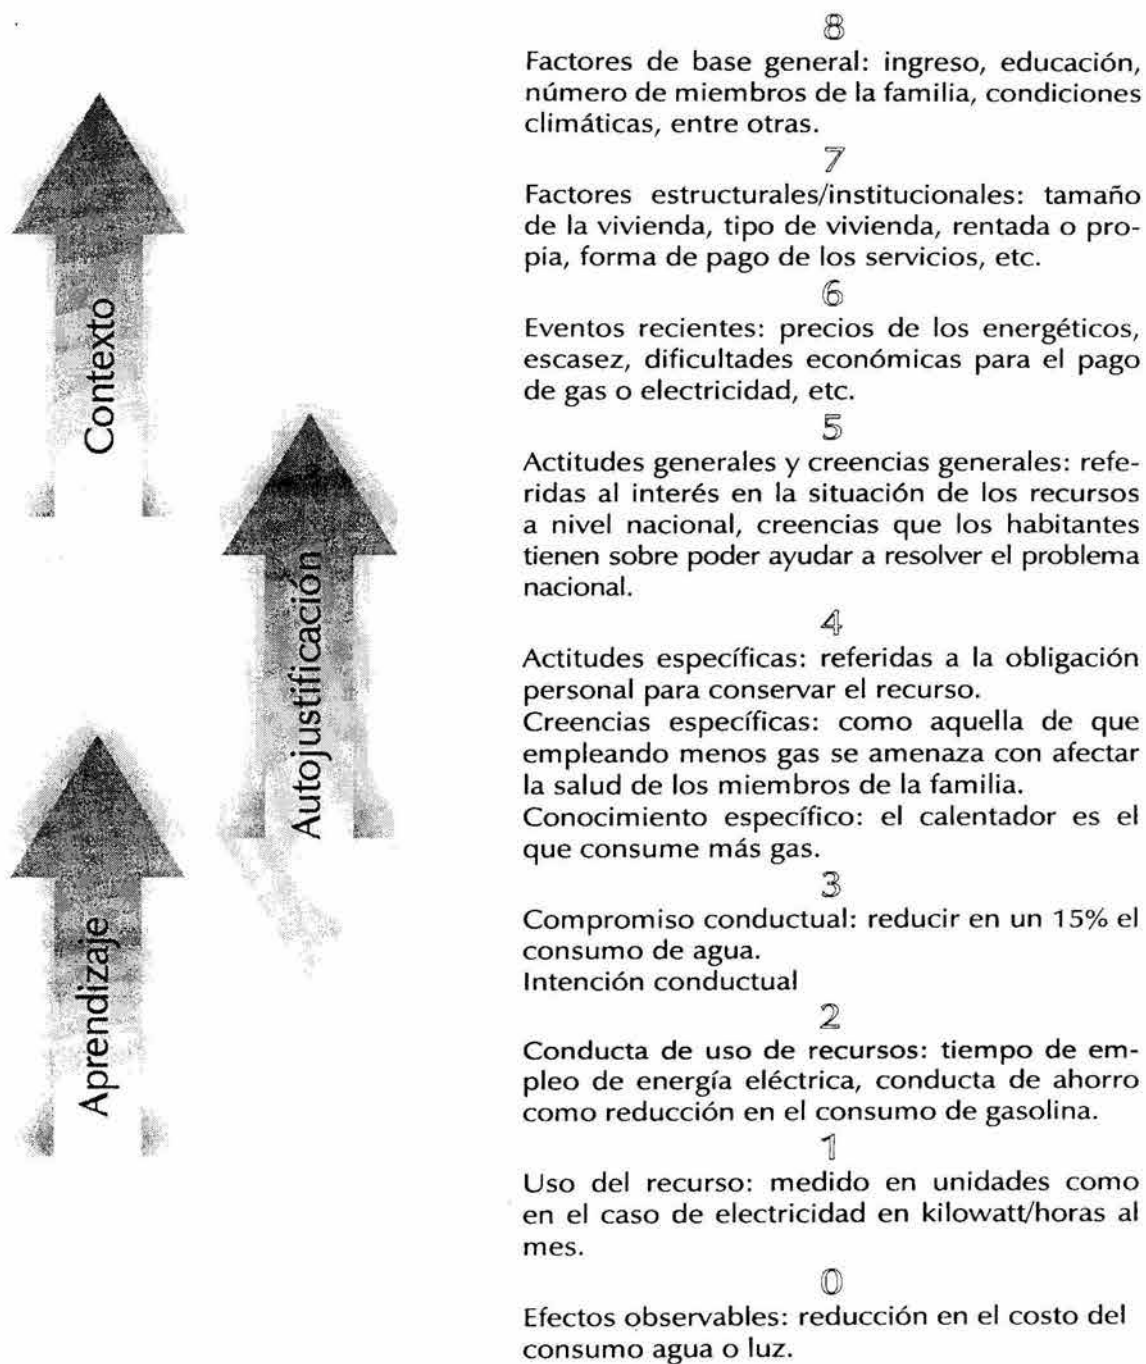 8
Factores de base general: ingreso, educación,
número de miembros de la familia, condiciones
climáticas, entre otras.
7
Factores estructurales/institucionales: tamaño
de la vivienda, tipo de vivienda, rentada o pro-
pia, forma de pago de los servicios, etc.
6
Eventos recientes: precios de los energéticos,
escasez, dificultades económicas para el pago
de gas o electricidad, etc.
5
Actitudes generales y creencias generales: refe-
ridas al interés en la situación de los recursos
a nivel nacional, creencias que los habitantes
tienen sobre poder ayudar a resolver el problema
nacional.
4
Actitudes específicas: referidas a la obligación
personal para conservar el recurso.
Creencias específicas: como aquella de que
empleando menos gas se amenaza con afectar
la salud de los miembros de la familia.
Conocimiento específico: el calentador es el
que consume más gas.
3
Compromiso conductual: reducir en un 15% el
consumo de agua.
Intención conductual
2
Conducta de uso de recursos: tiempo de em-
pleo de energía eléctrica, conducta de ahorro
como reducción en el consumo de gasolina.
1
Uso del recurso: medido en unidades como
en el caso de electricidad en kilowatt/horas al
mes.
0
Efectos observables: reducción en el costo del
consumo agua o luz.
Contexto
Autojustificación
Aprendizaje